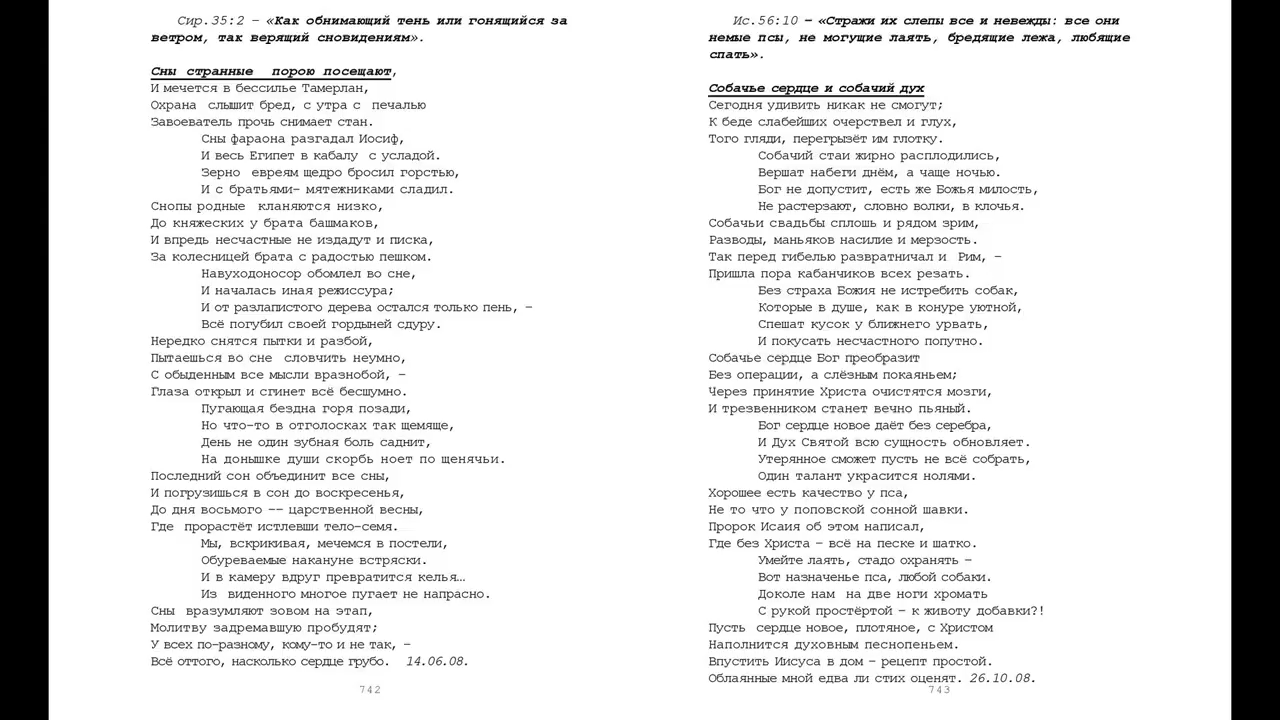 Сир.35:2 – «Как обнимающий тень или гонящийся за
ветром, так верящий сновидениям».
Сны странные порою посещают,
И мечется в бессилье Тамерлан,
Охрана слышит бред, с утра с печалью
Завоеватель прочь снимает стан.
Сны фараона разгадал Иосиф,
И весь Египет в кабалу с усладой.
Зерно евреям щедро бросил горстью,
И с братьями- мятежниками сладил.
Снопы родные кланяются низко,
До княжеских у брата башмаков,
И впредь несчастные не издадут и писка,
За колесницей брата с радостью пешком.
Навуходоносор обомлел во сне,
И началась иная режиссура;
И от разлапистого дерева остался только пень, –
Всё погубил своей гордыней сдуру.
Нередко снятся пытки и разбой,
Пытаешься во сне словчить неумно,
С обыденным все мысли вразнобой, –
Глаза открыл и сгинет всё бесшумно.
Пугающая бездна горя позади,
Но что-то в отголосках так щемяще,
День не один зубная боль саднит,
На донышке души скорбь ноет по щенячьи.
Последний сон объединит все сны,
И погрузишься в сон до воскресенья,
До дня восьмого -- царственной весны,
Где прорастёт истлевши тело-семя.
Мы, вскрикивая, мечемся в постели,
Обуреваемые накануне встряски.
И в камеру вдруг превратится келья…
Из виденного многое пугает не напрасно.
Сны вразумляют зовом на этап,
Молитву задремавшую пробудят;
У всех по-разному, кому-то и не так, –
Всё оттого, насколько сердце грубо. 14.06.08.
742
Ис.56:10 – «Стражи их слепы все и невежды: все они
немые псы, не могущие лаять, бредящие лежа, любящие
спать».
Собачье сердце и собачий дух
Сегодня удивить никак не смогут;
К беде слабейших очерствел и глух,
Того гляди, перегрызёт им глотку.
Собачий стаи жирно расплодились,
Вершат набеги днём, а чаще ночью.
Бог не допустит, есть же Божья милость,
Не растерзают, словно волки, в клочья.
Собачьи свадьбы сплошь и рядом зрим,
Разводы, маньяков насилие и мерзость.
Так перед гибелью развратничал и Рим, –
Пришла пора кабанчиков всех резать.
Без страха Божия не истребить собак,
Которые в душе, как в конуре уютной,
Спешат кусок у ближнего урвать,
И покусать несчастного попутно.
Собачье сердце Бог преобразит
Без операции, а слёзным покаяньем;
Через принятие Христа очистятся мозги,
И трезвенником станет вечно пьяный.
Бог сердце новое даёт без серебра,
И Дух Святой всю сущность обновляет.
Утерянное сможет пусть не всё собрать,
Один талант украсится нолями.
Хорошее есть качество у пса,
Не то что у поповской сонной шавки.
Пророк Исаия об этом написал,
Где без Христа – всё на песке и шатко.
Умейте лаять, стадо охранять –
Вот назначенье пса, любой собаки.
Доколе нам на две ноги хромать
С рукой простёртой – к животу добавки?!
Пусть сердце новое, плотяное, с Христом
Наполнится духовным песнопеньем.
Впустить Иисуса в дом – рецепт простой.
Облаянные мной едва ли стих оценят. 26.10.08.
743